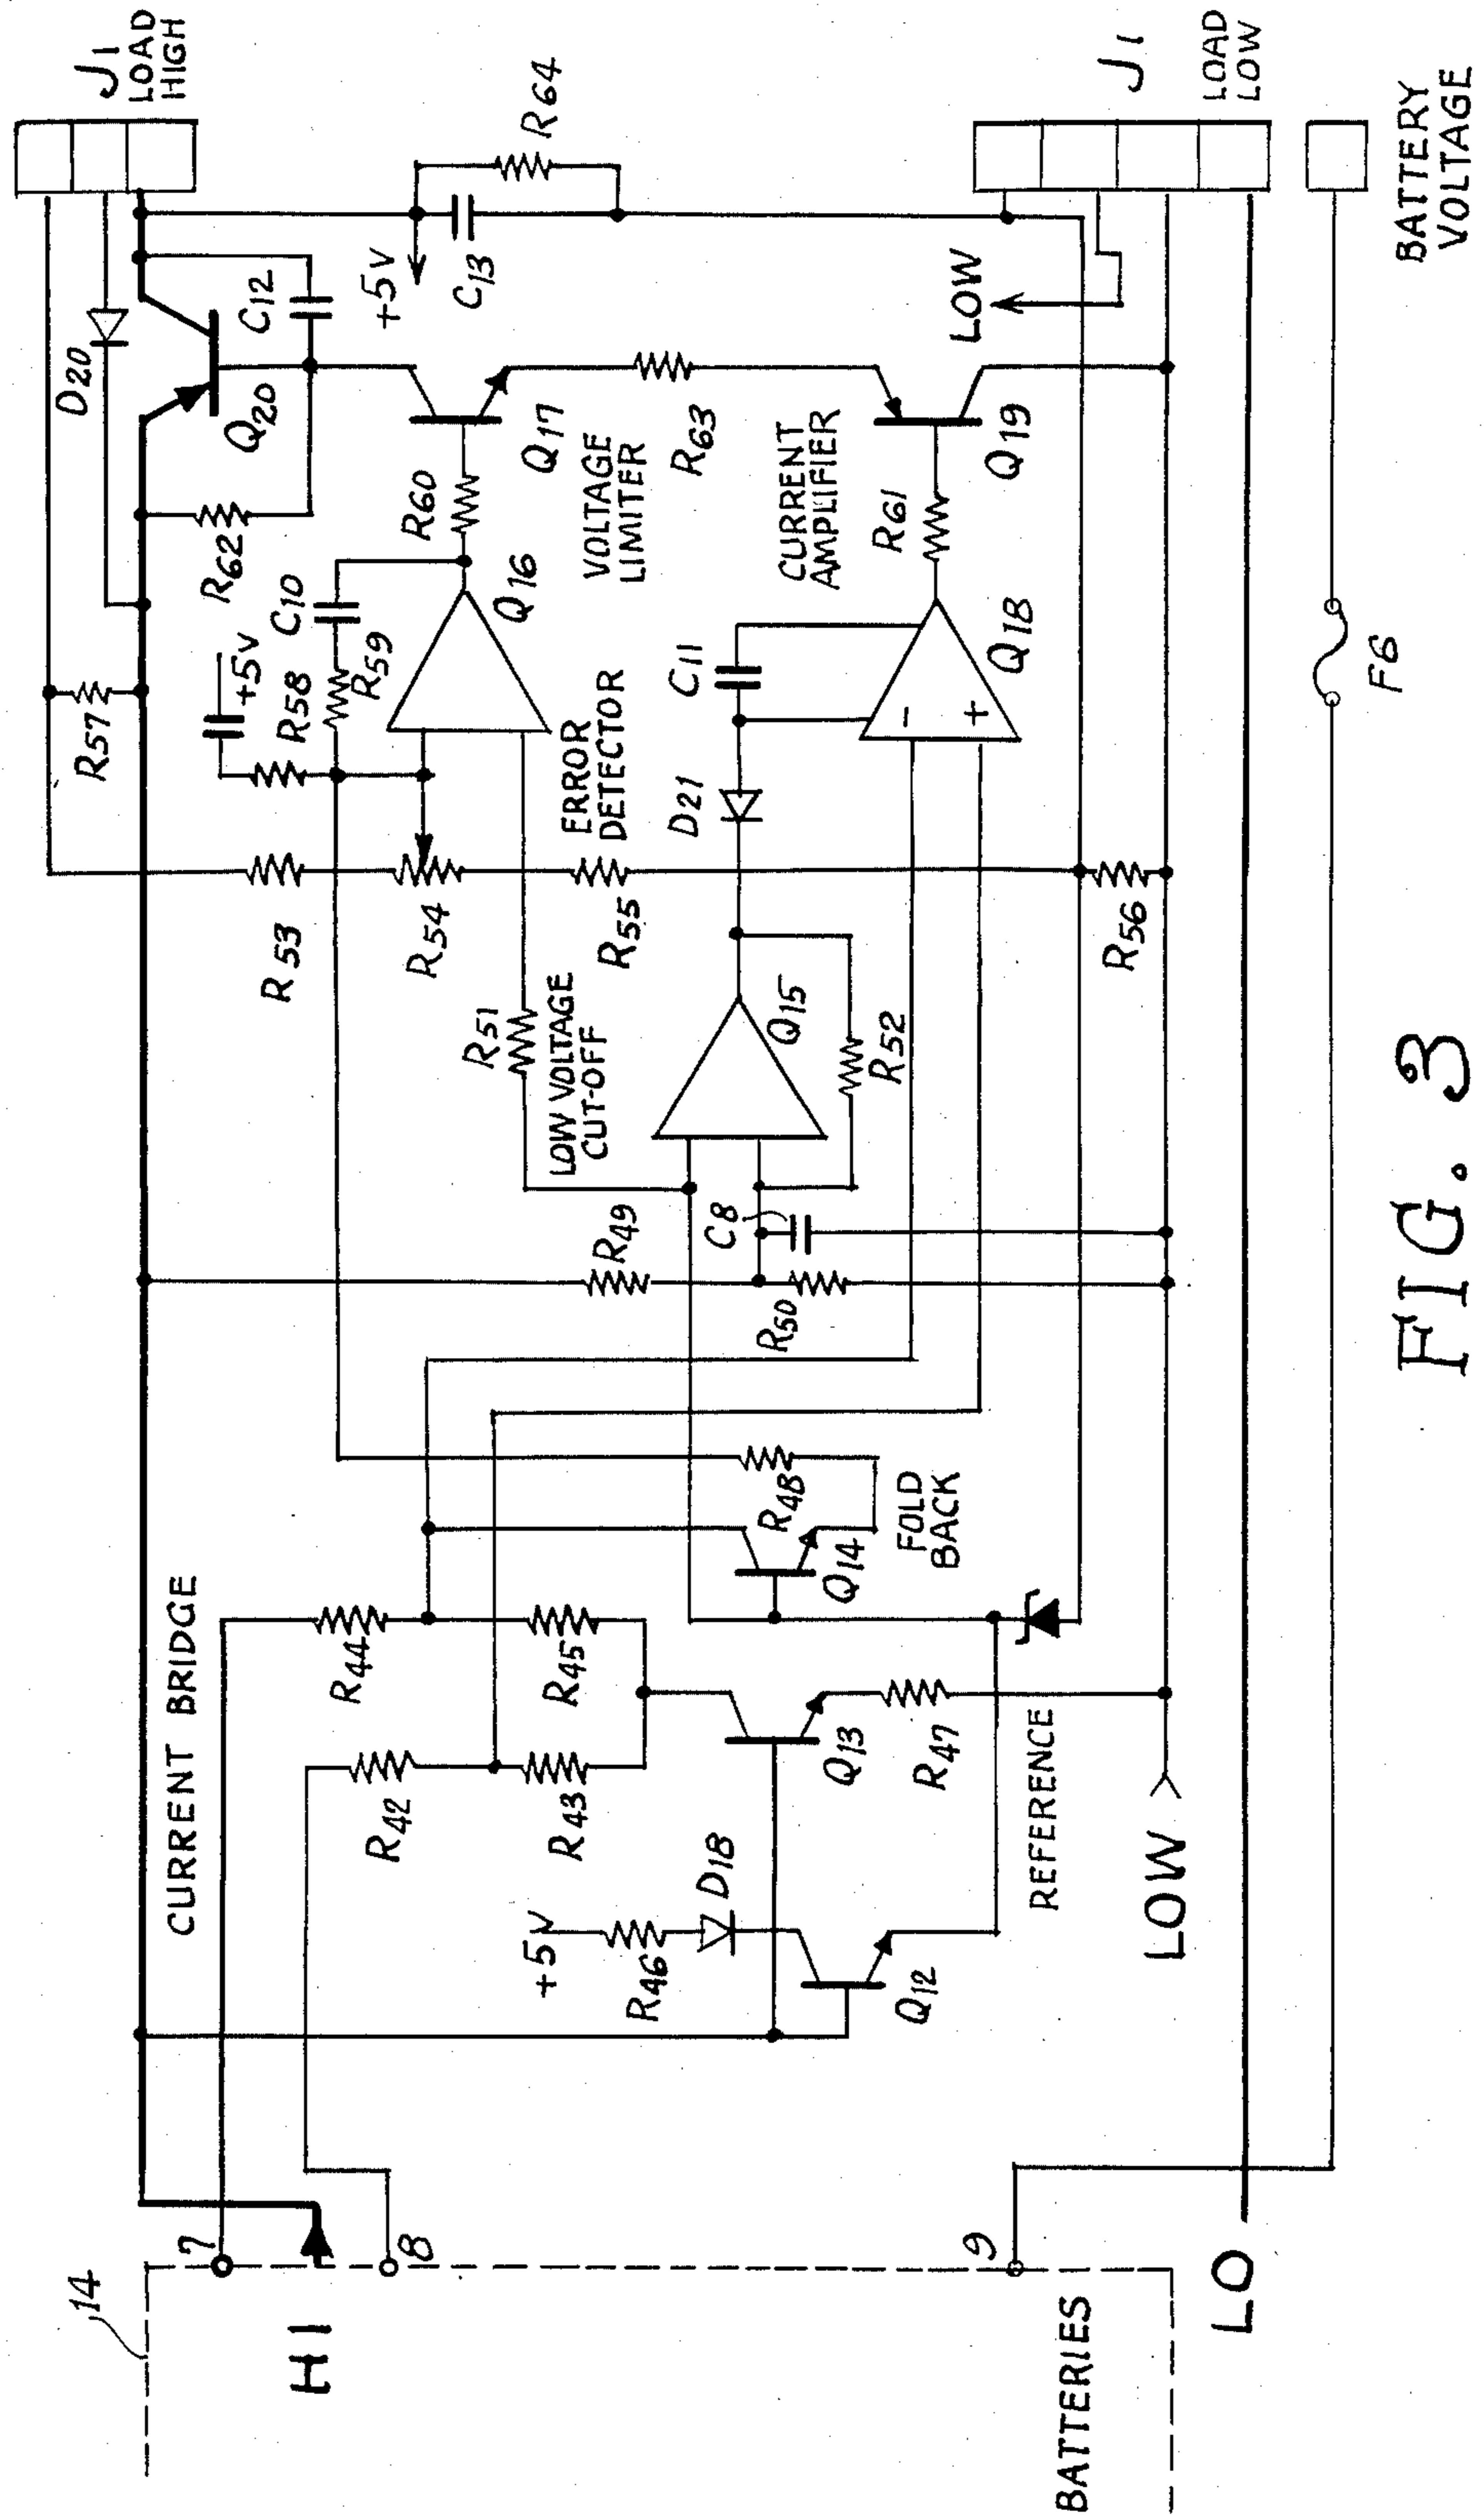 J1
LOAD
HIGH
R64
J1
LOAD
LOW
BATTERY
VOLTAGE
D20
Q20
C12
+5V
C13
LOW
R62
R60
Q17
VOLTAGE
LIMITER
R63
CURRENT
AMPLIFIER
R61
Q19
R57
+5V
C10
R58
R59
Q16
C11
Q18
-
+
F6
R53
R54
ERROR
DETECTOR
R55
D21
R56
R51
LOW VOLTAGE
CUT-OFF
Q15
R52
R49
C8
R50
FIG. 3
R48
Q14
FOLD
BACK
CURRENT BRIDGE
R44
R45
R42
R43
Q13
R47
REFERENCE
+5V
R46
D18
Q12
LOW
14
7
HI
8
9
BATTERIES
LO